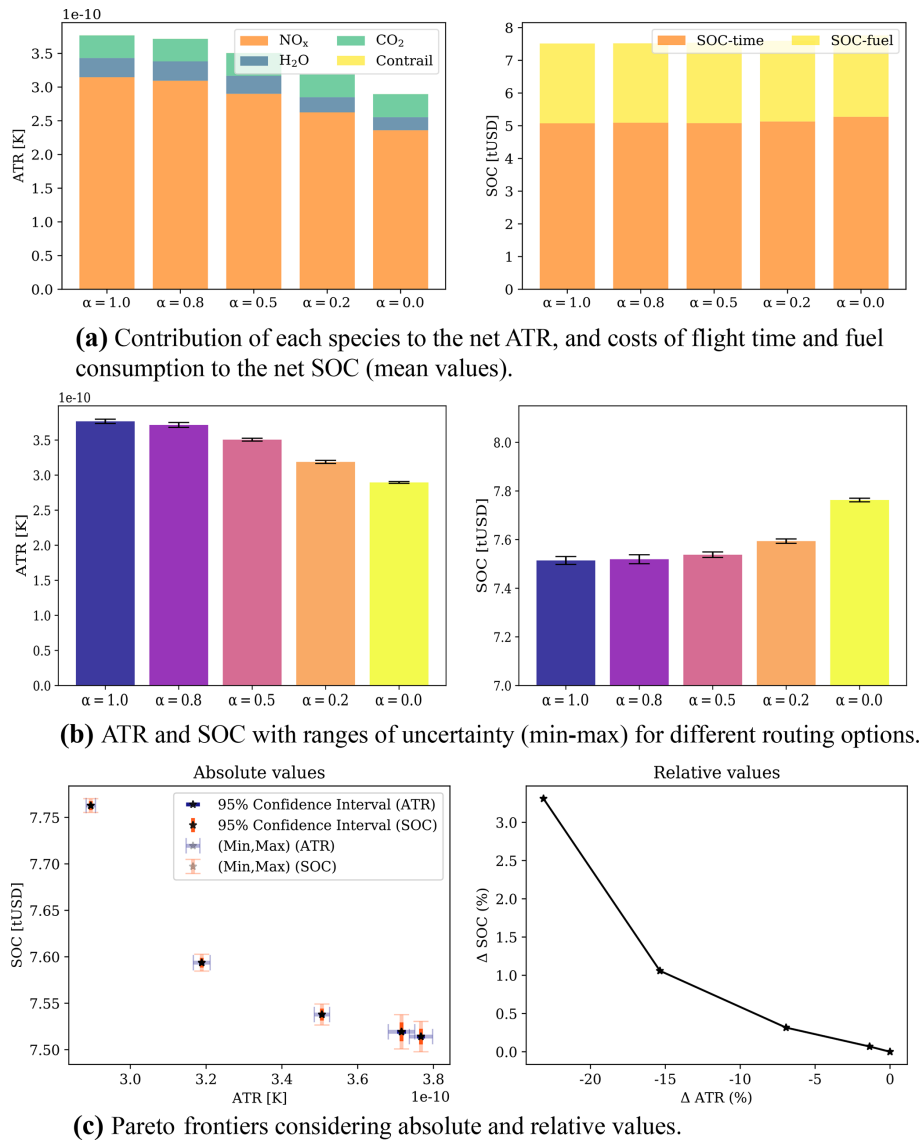 1e-10
NOx CO2
H2O Contrail
ATR [K]
3.5
3.0
2.5
2.0
1.5
1.0
0.5
0.0
α = 1.0 α = 0.8 α = 0.5 α = 0.2 α = 0.0
SOC-time SOC-fuel
SOC [tUSD]
8
7
6
5
4
3
2
1
0
α = 1.0 α = 0.8 α = 0.5 α = 0.2 α = 0.0
(a) Contribution of each species to the net ATR, and costs of flight time and fuel
consumption to the net SOC (mean values).
1e-10
ATR [K]
3.5
3.0
2.5
2.0
1.5
1.0
0.5
0.0
α = 1.0 α = 0.8 α = 0.5 α = 0.2 α = 0.0
SOC [tUSD]
8.0
7.8
7.6
7.4
7.2
7.0
α = 1.0 α = 0.8 α = 0.5 α = 0.2 α = 0.0
(b) ATR and SOC with ranges of uncertainty (min-max) for different routing options.
Absolute values
95% Confidence Interval (ATR)
95% Confidence Interval (SOC)
(Min,Max) (ATR)
(Min,Max) (SOC)
SOC [tUSD]
7.75
7.70
7.65
7.60
7.55
7.50
3.0 3.2 3.4 3.6 3.8
ATR [K]
1e-10
Relative values
Δ SOC (%)
3.0
2.5
2.0
1.5
1.0
0.5
0.0
-20 -15 -10 -5 0
Δ ATR (%)
(c) Pareto frontiers considering absolute and relative values.